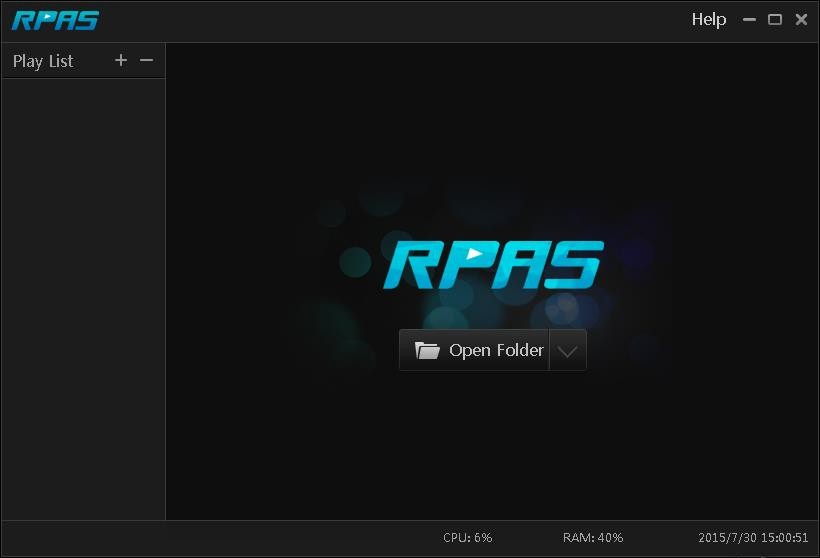 RPAS
Help
Play List
RPAS
Open Folder
CPU: 6% RAM: 40% 2015/7/30 15:00:51